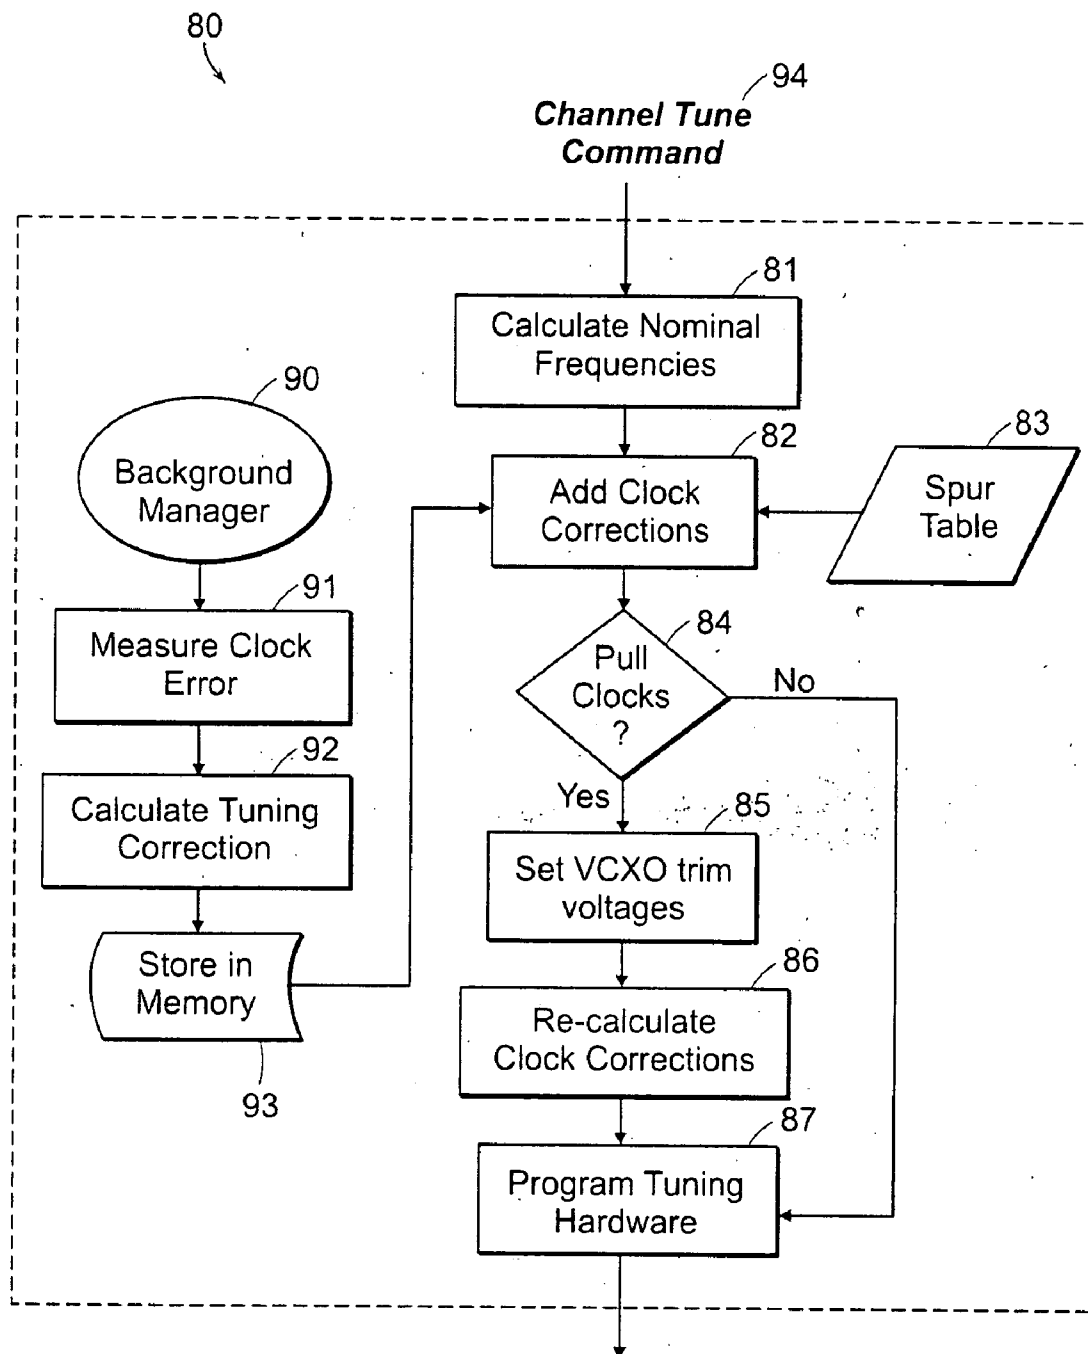 80
94
Channel Tune
Command
81
Calculate Nominal
Frequencies
90
Background
Manager
82
Add Clock
Corrections
83
Spur
Table
91
Measure Clock
Error
84
Pull
Clocks
?
No
Yes
92
Calculate Tuning
Correction
85
Set VCXO trim
voltages
Store in
Memory
93
86
Re-calculate
Clock Corrections
87
Program Tuning
Hardware